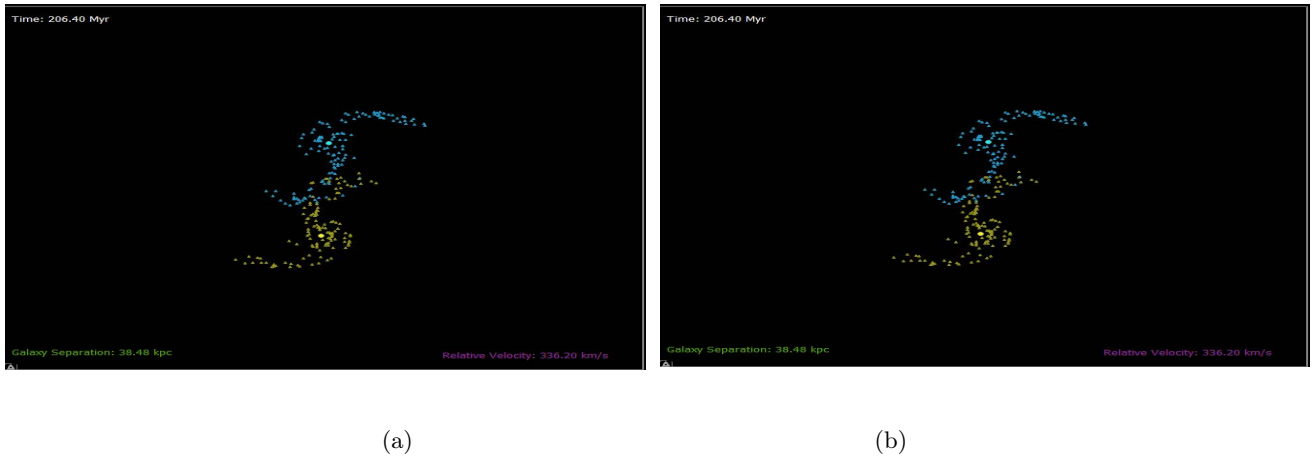 Time: 206.40 Myr
Time: 206.40 Myr
Galaxy Separation: 38.48 kpc
Relative Velocity: 336.20 km/s
Galaxy Separation: 38.48 kpc
Relative Velocity: 336.20 km/s
(a)
(b)